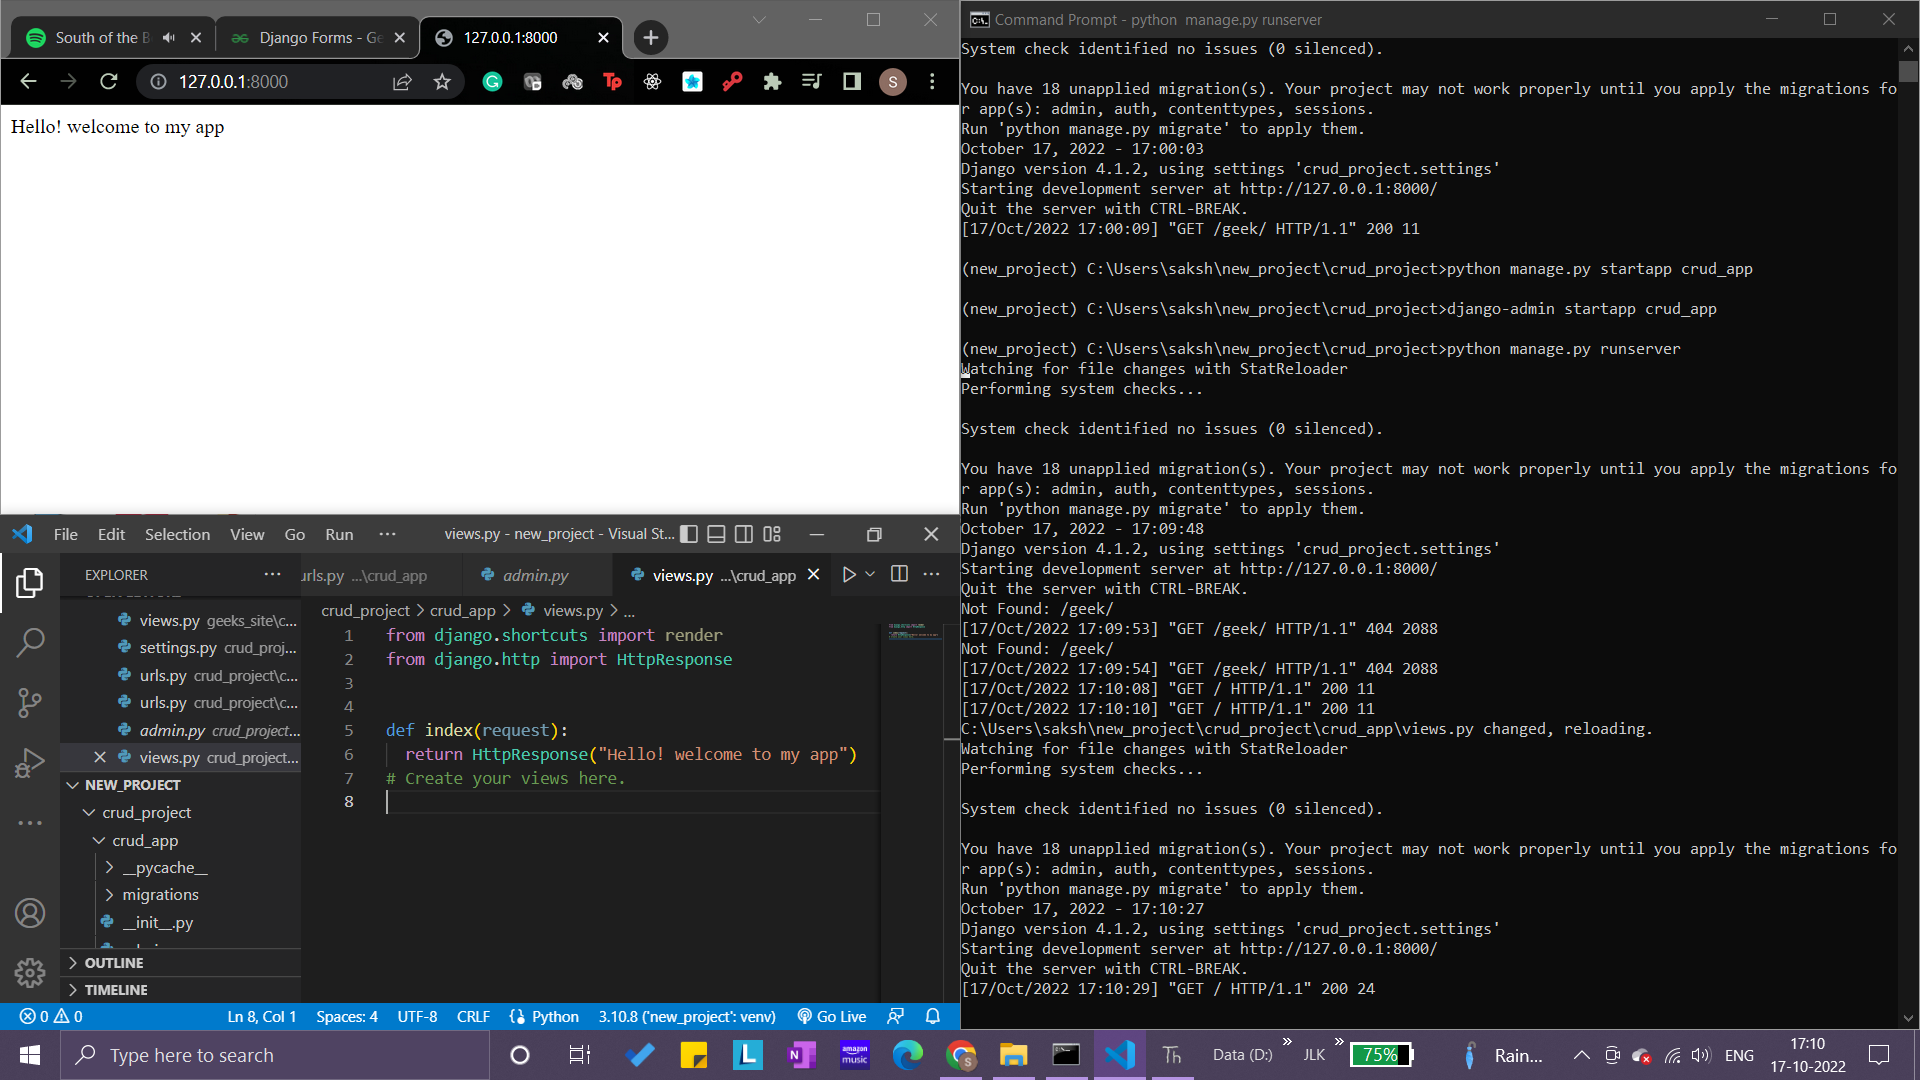 South of the B
Django Forms - Ge
127.0.0.1:8000
127.0.0.1:8000
Tp
S
Hello! welcome to my app
File Edit Selection View Go Run ··· views.py - new_project - Visual St...
EXPLORER ···
urls.py ...\crud_app
admin.py
views.py ...\crud_app
views.py geeks_site\c...
settings.py crud_proj...
urls.py crud_project\c...
urls.py crud_project\c...
admin.py crud_project...
views.py crud_project...
NEW_PROJECT
crud_project
crud_app
__pycache__
migrations
__init__.py
OUTLINE
TIMELINE
crud_project > crud_app > views.py > ...
1 from django.shortcuts import render
2 from django.http import HttpResponse
3
4
5 def index(request):
6 return HttpResponse("Hello! welcome to my app")
7 # Create your views here.
8
0 0 Ln 8, Col 1 Spaces: 4 UTF-8 CRLF Python 3.10.8 ('new_project': venv) Go Live
Command Prompt - python  manage.py runserver
System check identified no issues (0 silenced).
You have 18 unapplied migration(s). Your project may not work properly until you apply the migrations fo
r app(s): admin, auth, contenttypes, sessions.
Run 'python manage.py migrate' to apply them.
October 17, 2022 - 17:00:03
Django version 4.1.2, using settings 'crud_project.settings'
Starting development server at http://127.0.0.1:8000/
Quit the server with CTRL-BREAK.
[17/Oct/2022 17:00:09] "GET /geek/ HTTP/1.1" 200 11
(new_project) C:\Users\saksh\new_project\crud_project>python manage.py startapp crud_app
(new_project) C:\Users\saksh\new_project\crud_project>django-admin startapp crud_app
(new_project) C:\Users\saksh\new_project\crud_project>python manage.py runserver
Watching for file changes with StatReloader
Performing system checks...
System check identified no issues (0 silenced).
You have 18 unapplied migration(s). Your project may not work properly until you apply the migrations fo
r app(s): admin, auth, contenttypes, sessions.
Run 'python manage.py migrate' to apply them.
October 17, 2022 - 17:09:48
Django version 4.1.2, using settings 'crud_project.settings'
Starting development server at http://127.0.0.1:8000/
Quit the server with CTRL-BREAK.
Not Found: /geek/
[17/Oct/2022 17:09:53] "GET /geek/ HTTP/1.1" 404 2088
Not Found: /geek/
[17/Oct/2022 17:09:54] "GET /geek/ HTTP/1.1" 404 2088
[17/Oct/2022 17:10:08] "GET / HTTP/1.1" 200 11
[17/Oct/2022 17:10:10] "GET / HTTP/1.1" 200 11
C:\Users\saksh\new_project\crud_project\crud_app\views.py changed, reloading.
Watching for file changes with StatReloader
Performing system checks...
System check identified no issues (0 silenced).
You have 18 unapplied migration(s). Your project may not work properly until you apply the migrations fo
r app(s): admin, auth, contenttypes, sessions.
Run 'python manage.py migrate' to apply them.
October 17, 2022 - 17:10:27
Django version 4.1.2, using settings 'crud_project.settings'
Starting development server at http://127.0.0.1:8000/
Quit the server with CTRL-BREAK.
[17/Oct/2022 17:10:29] "GET / HTTP/1.1" 200 24
Type here to search
L
N
amazon music
Th
Data (D:) » JLK » 75% Rain... ENG
17:10
17-10-2022